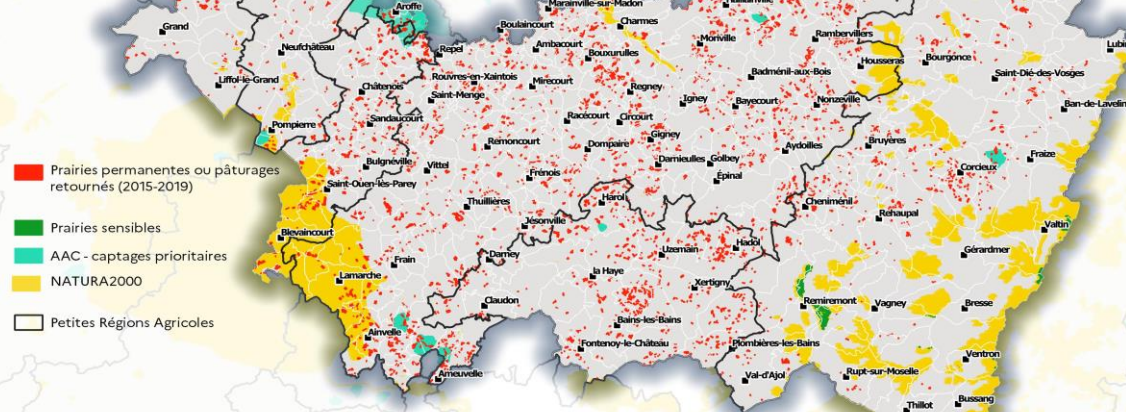 Aroffe
Marainville-sur-Madon
Grand
Boulaincourt
Charmes
Rambervillers
Neufchâteau
Repel
Ambacourt
Bouxurulles
Moriville
Housseras
Bourgonce
Lubin
Liffol-le-Grand
Châtenois
Rouvres-en-Xaintois
Saint-Menge
Mirecourt
Regney
Igney
Badménil-aux-Bois
Bayecourt
Nonzeville
Saint-Dié-des-Vosges
Ban-de-Lavelin
Pompierre
Sandaucourt
Racécourt
Circourt
Gigney
Remoncourt
Dompaire
Aydoilles
Bruyères
Corcieux
Fraize
Bulgnéville
Vittel
Frénois
Darnieulles
Golbey
Épinal
Prairies permanentes ou pâturages
retournés (2015-2019)
Saint-Ouen-lès-Parey
Thuillières
Harol
Cheniménil
Rehaupal
Valtin
Prairies sensibles
Blevaincourt
Jésonville
AAC - captages prioritaires
Frain
Darney
Uzemain
Hadol
Gérardmer
NATURA2000
Lamarche
la Haye
Xertigny
Claudon
Remiremont
Vagney
Bresse
Petites Régions Agricoles
Ainvelle
Bains-les-Bains
Fontenoy-le-Château
Plombières-les-Bains
Ventron
Ameuvelle
Val-d'Ajol
Rupt-sur-Moselle
Thillot
Bussang